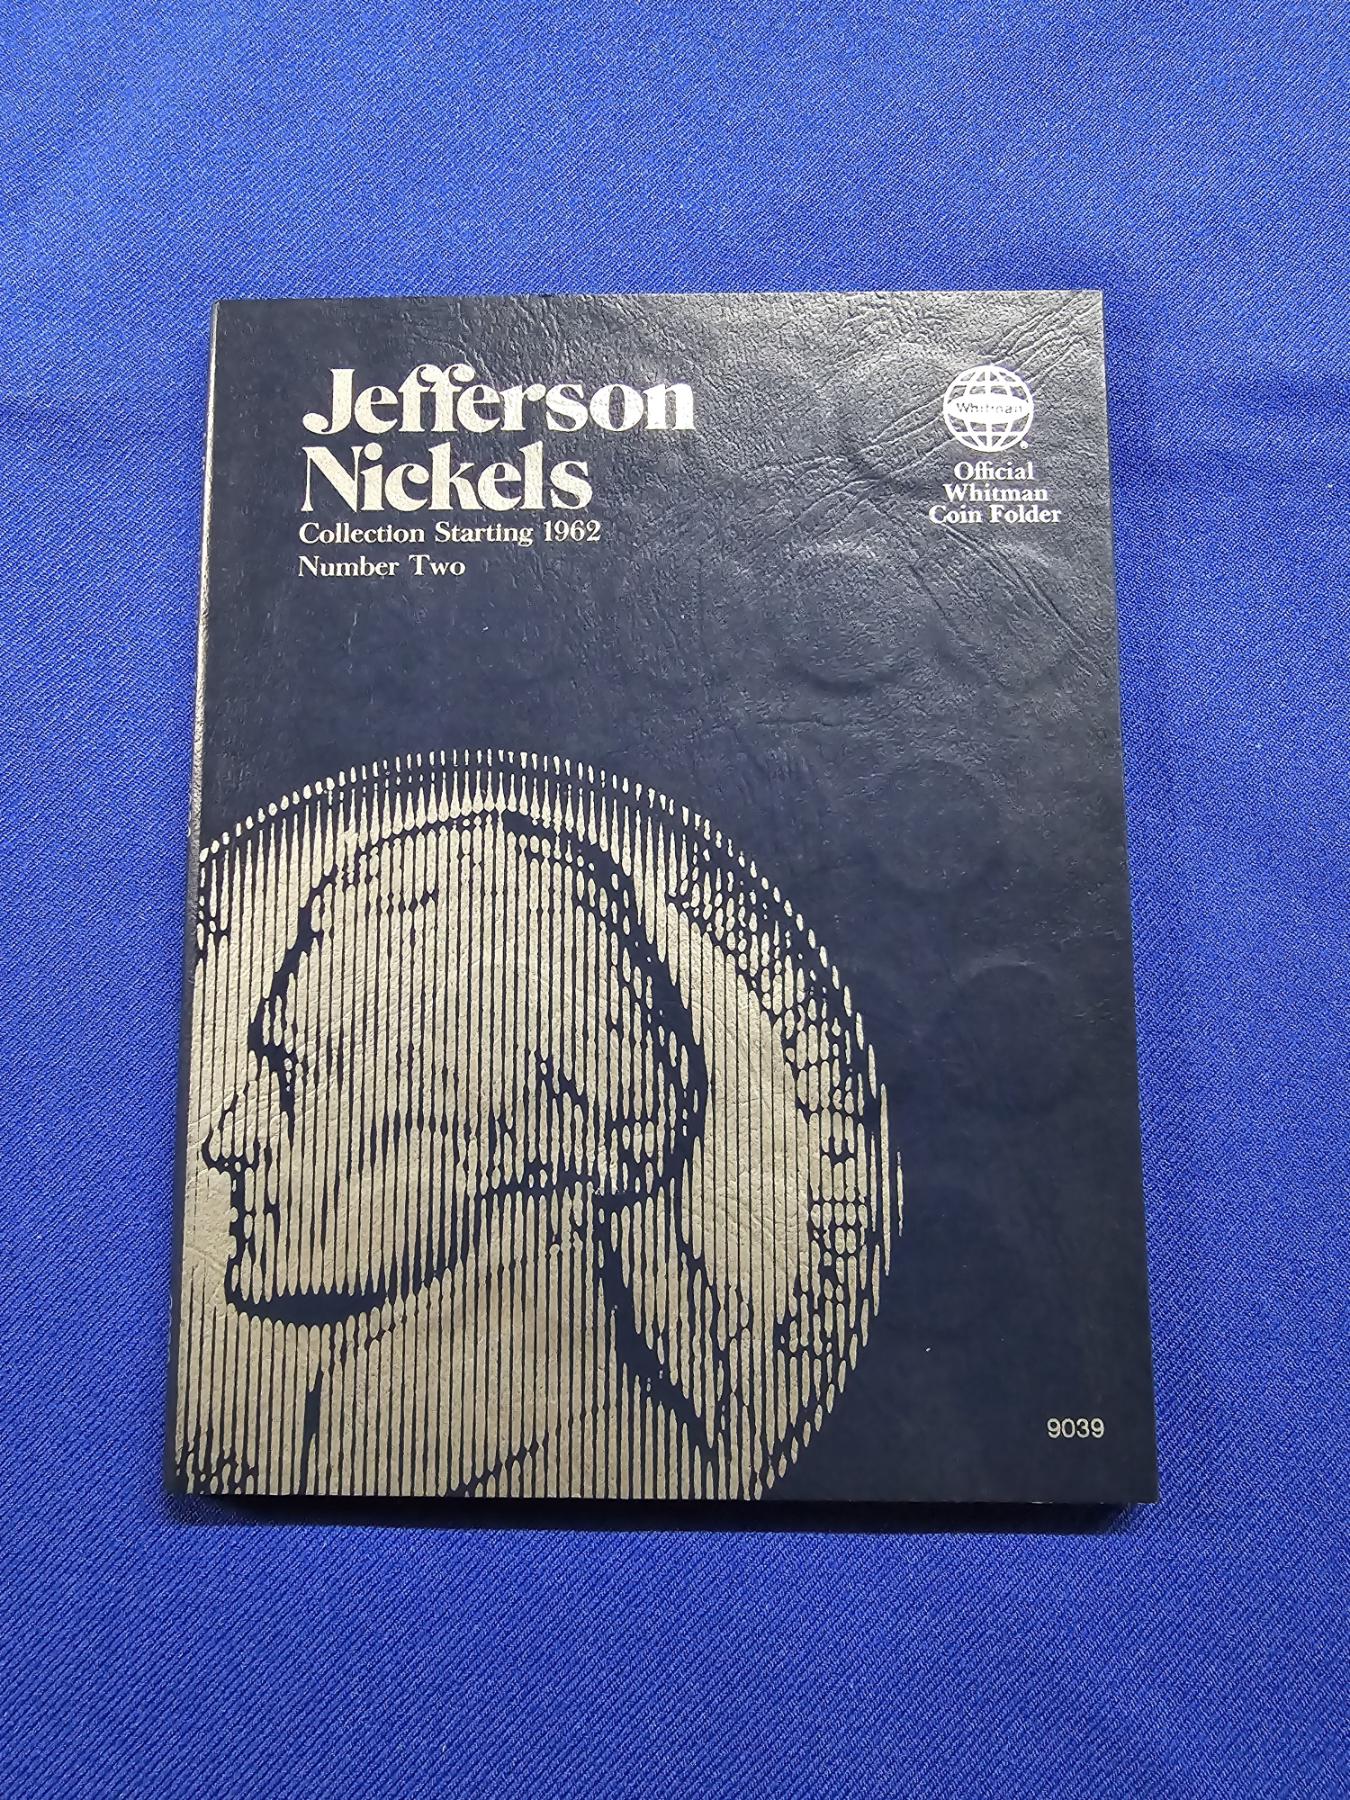 Jefferson
Nickels
Collection Starting 1962
Number Two
Whitman
Official
Whitman
Coin Folder
9039